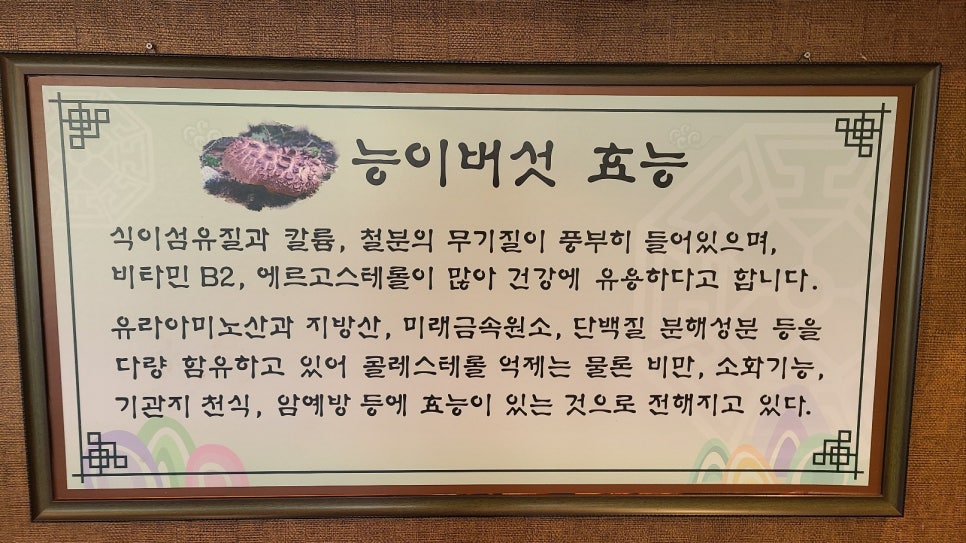 능이버섯 효능
식이섬유질과 칼륨, 철분의 무기질이 풍부히 들어있으며,
비타민 B2, 에르고스테롤이 많아 건강에 유용하다고 합니다.
유라아미노산과 지방산, 미래금속원소, 단백질 분해성분 등을
다량 함유하고 있어 콜레스테롤 억제는 물론 비만, 소화기능,
기관지 천식, 암예방 등에 효능이 있는 것으로 전해지고 있다.